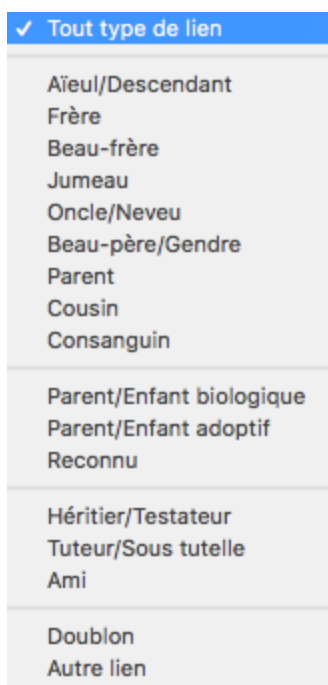 ✓ Tout type de lien
Aïeul/Descendant
Frère
Beau-frère
Jumeau
Oncle/Neveu
Beau-père/Gendre
Parent
Cousin
Consanguin
Parent/Enfant biologique
Parent/Enfant adoptif
Reconnu
Héritier/Testateur
Tuteur/Sous tutelle
Ami
Doublon
Autre lien